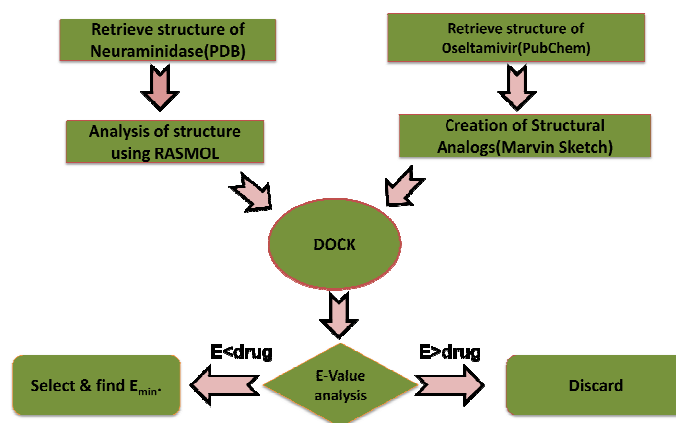 Retrieve structure of
Neuraminidase(PDB)
Retrieve structure of
Oseltamivir(PubChem)
Analysis of structure
using RASMOL
Creation of Structural
Analogs(Marvin Sketch)
DOCK
E<drug
E>drug
Select & find Emin.
E-Value
analysis
Discard